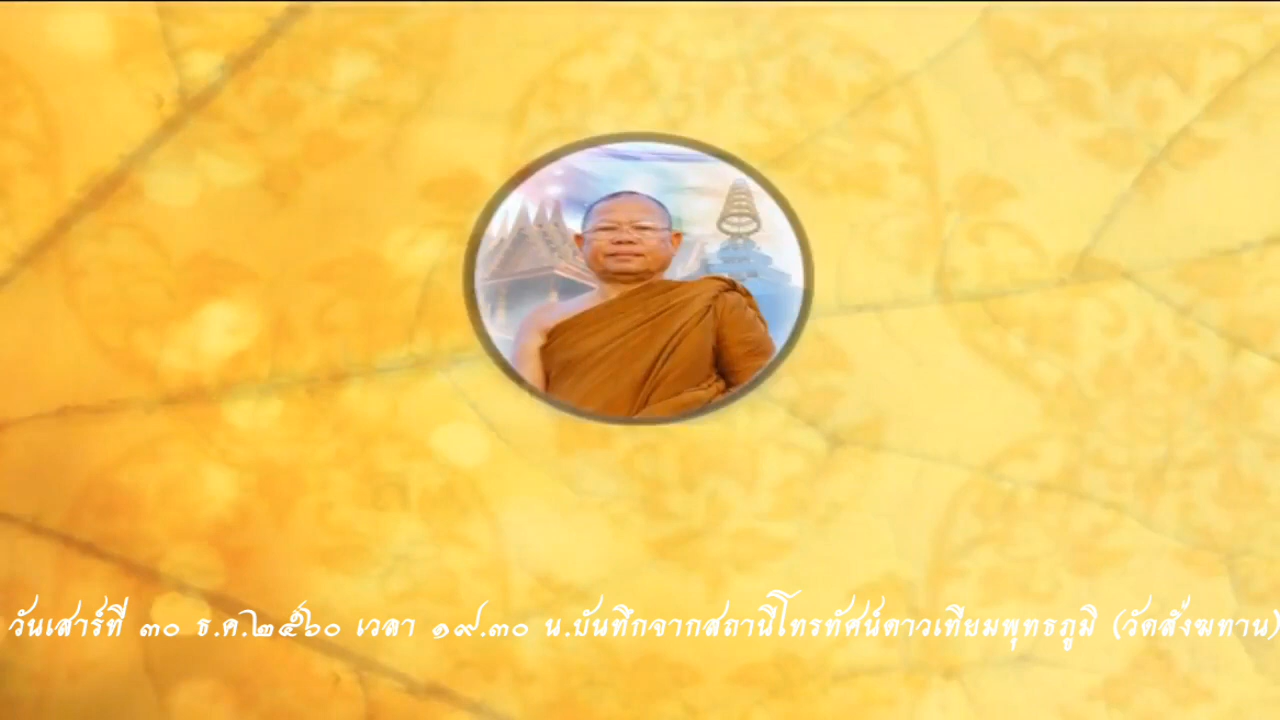 วันเสาร์ที่ ๓๐ ธ.ค.๒๕๖๐ เวลา ๑๙.๓๐ น.บันทึกจากสถานีโทรทัศน์ดาวเทียมพุทธภูมิ (วัดสังฆทาน)